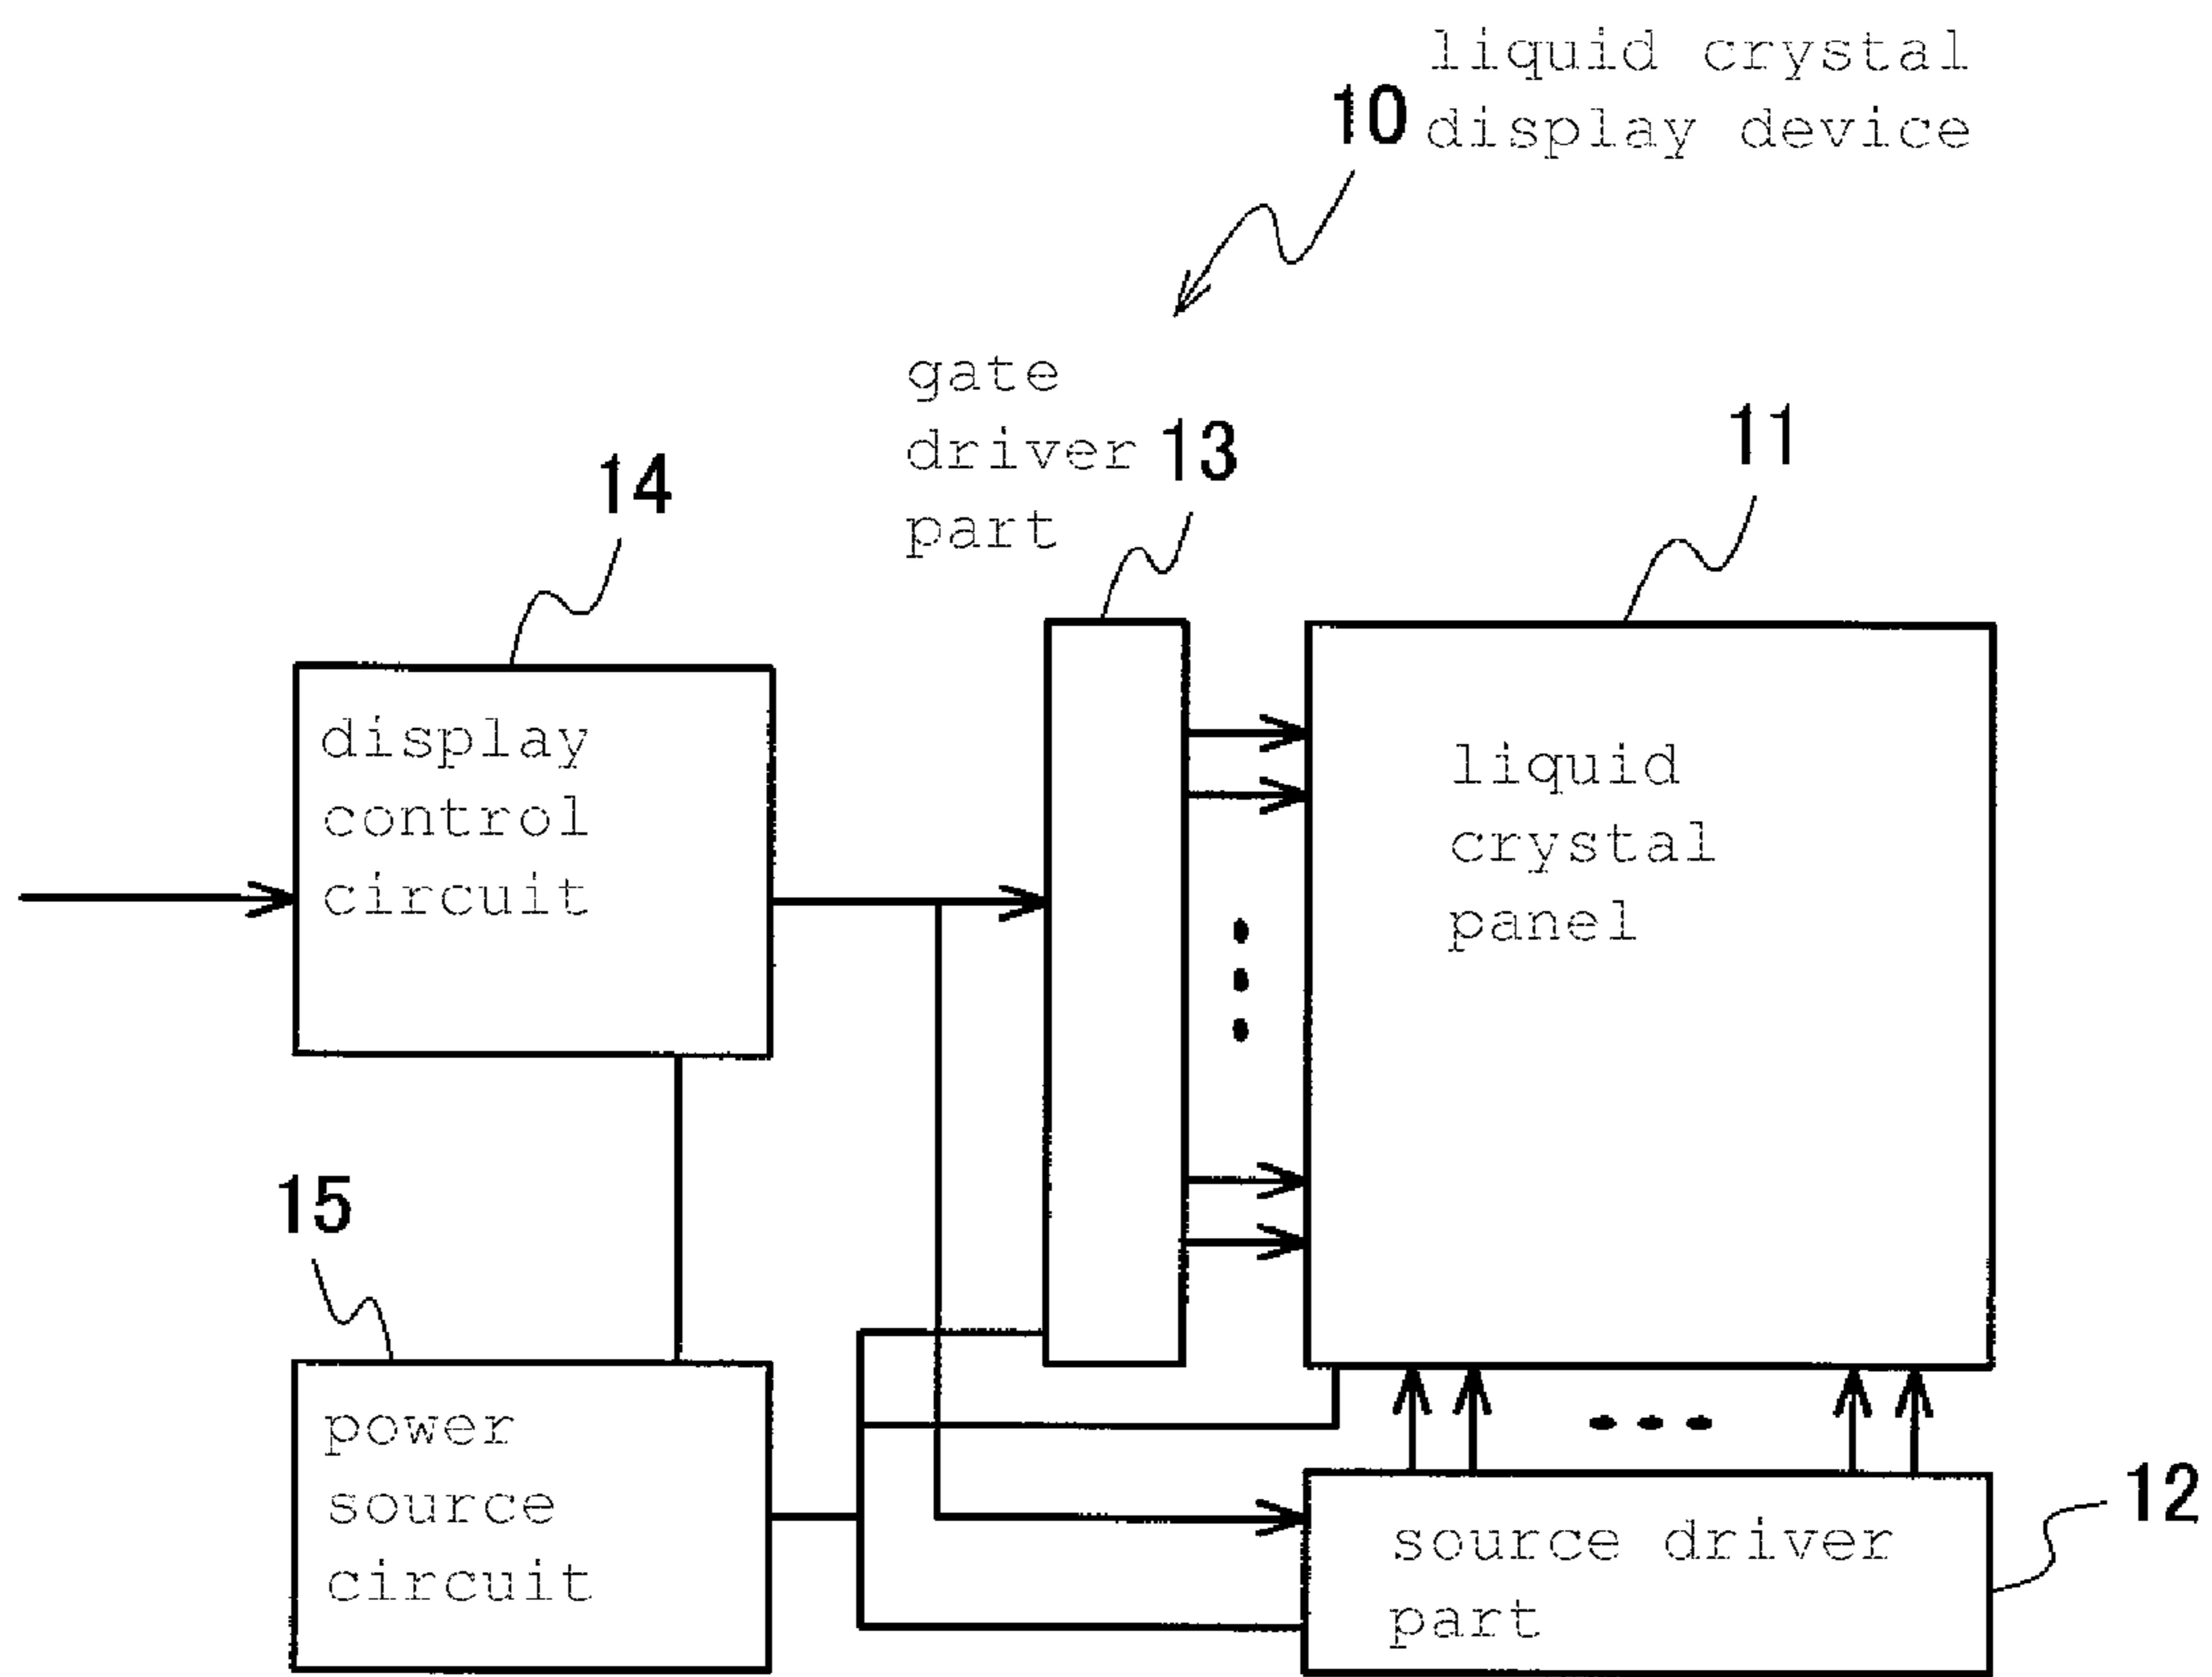 liquid crystal
10 display device
gate
driver 13
part
11
14
display
control
circuit
liquid
crystal
panel
15
power
source
circuit
12
source driver
part